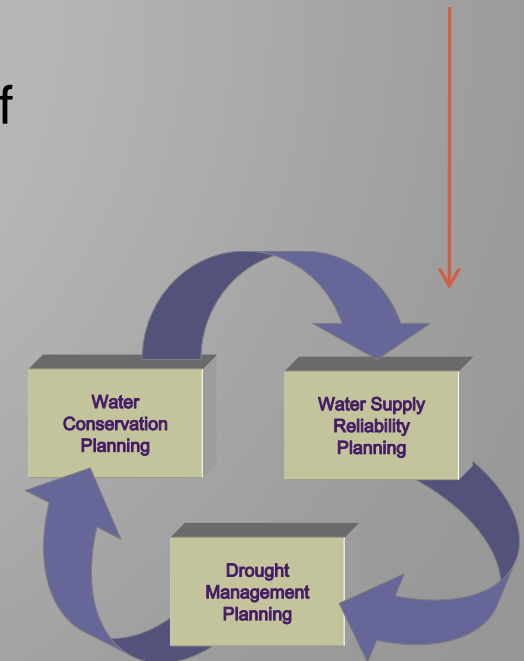 f
Water
Conservation
Planning
Water Supply
Reliability
Planning
Drought
Management
Planning